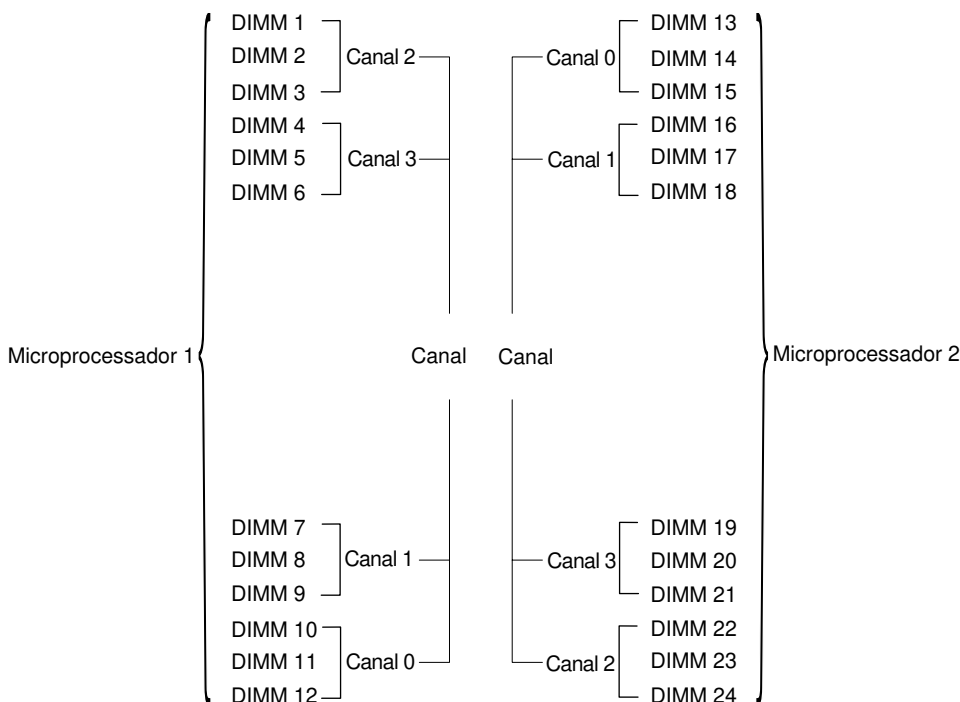 DIMM 1
DIMM 2
DIMM 3
Canal 2
DIMM 4
DIMM 5
DIMM 6
Canal 3
DIMM 13
DIMM 14
DIMM 15
Canal 0
DIMM 16
DIMM 17
DIMM 18
Canal 1
Microprocessador 1
Canal
Canal
Microprocessador 2
DIMM 7
DIMM 8
DIMM 9
Canal 1
DIMM 10
DIMM 11
DIMM 12
Canal 0
DIMM 19
DIMM 20
DIMM 21
Canal 3
DIMM 22
DIMM 23
DIMM 24
Canal 2